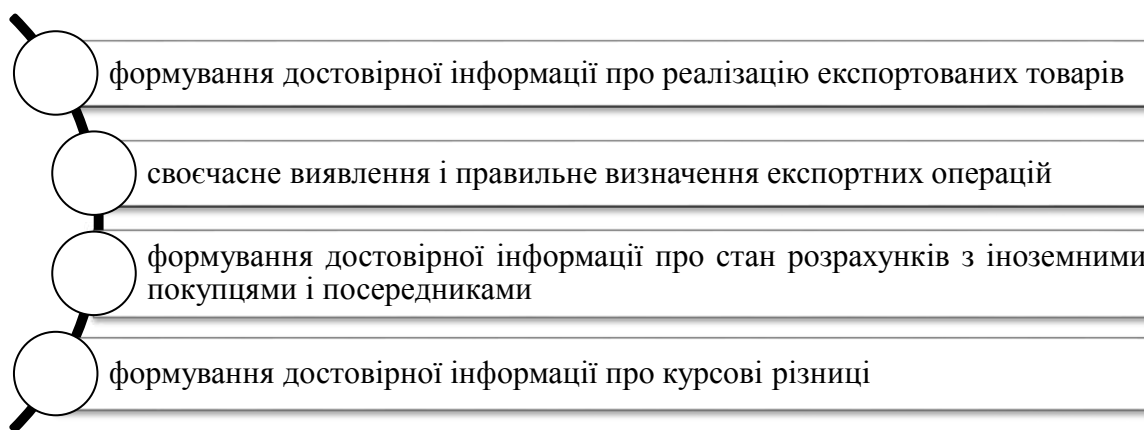 формування достовірної інформації про реалізацію експортованих товарів
своєчасне виявлення і правильне визначення експортних операцій
формування достовірної інформації про стан розрахунків з іноземними
покупцями і посередниками
формування достовірної інформації про курсові різниці